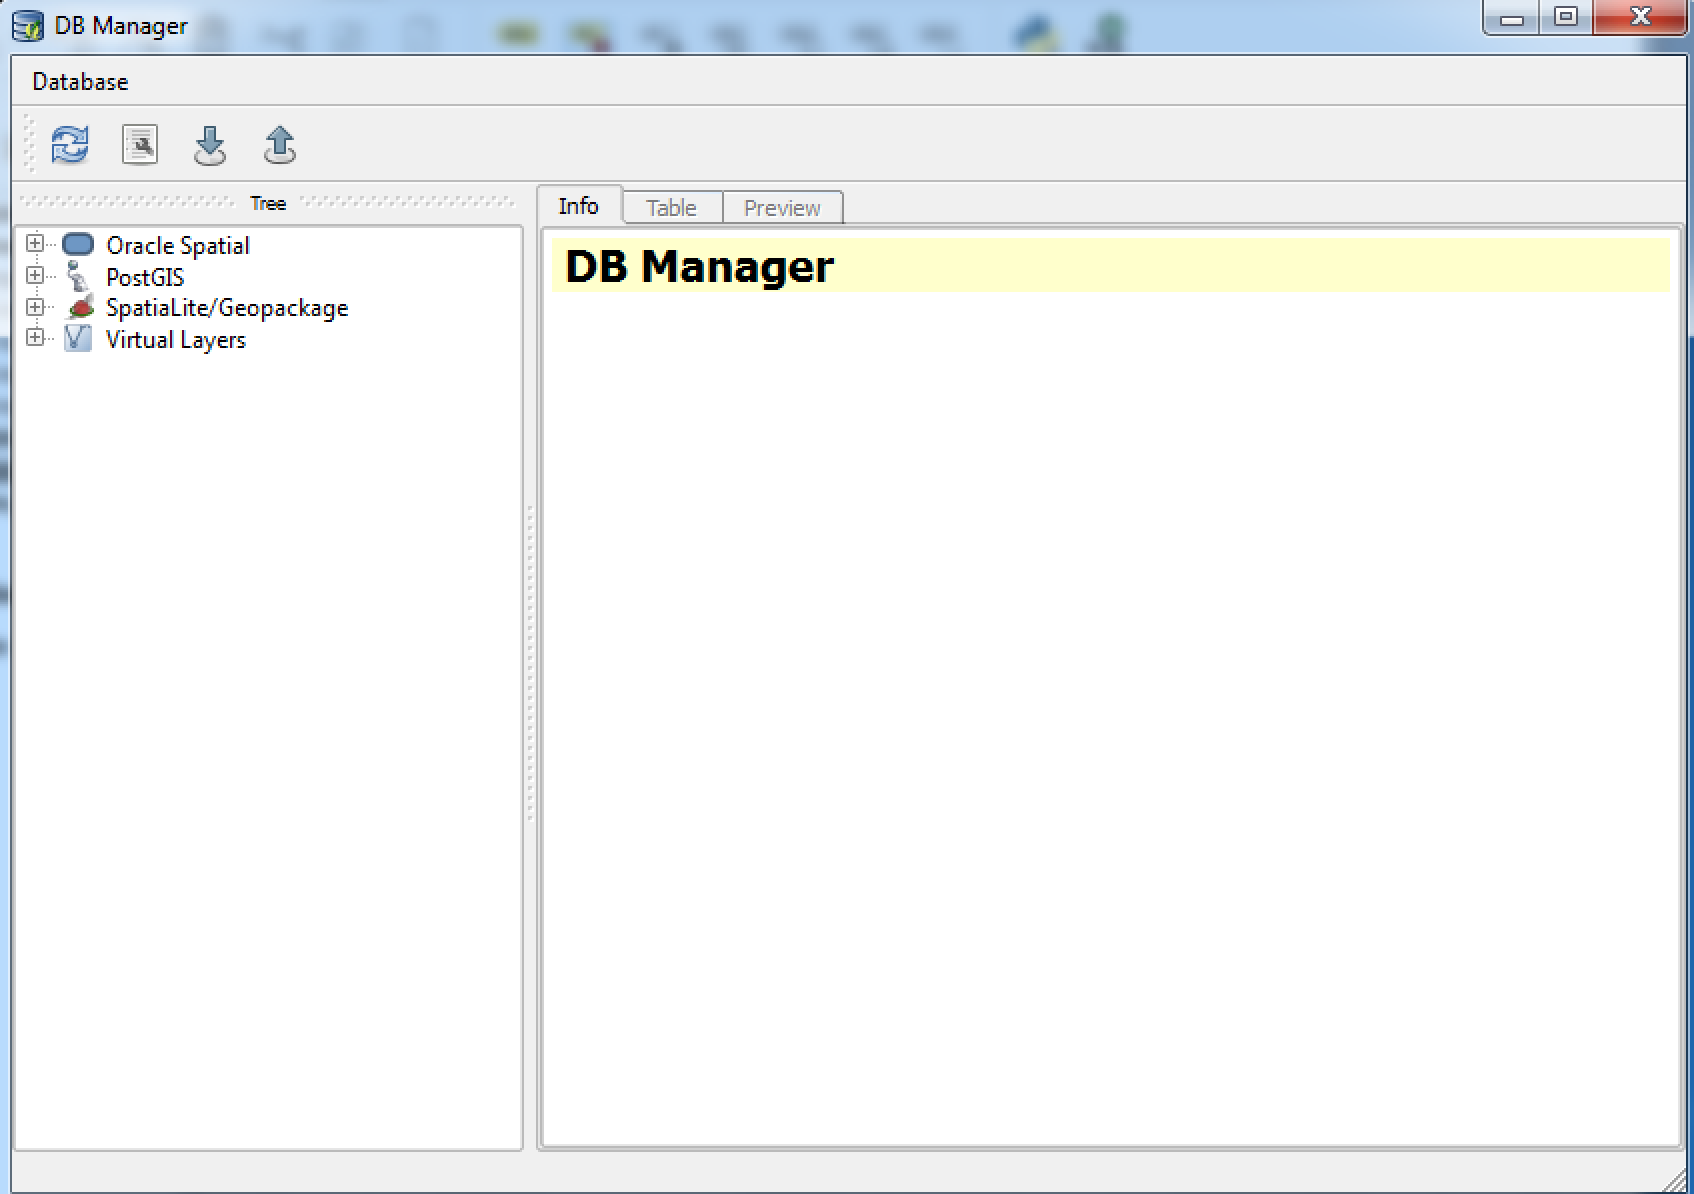 DB Manager
Database
Tree
Oracle Spatial
PostGIS
SpatiaLite/Geopackage
Virtual Layers
Info Table Preview
DB Manager